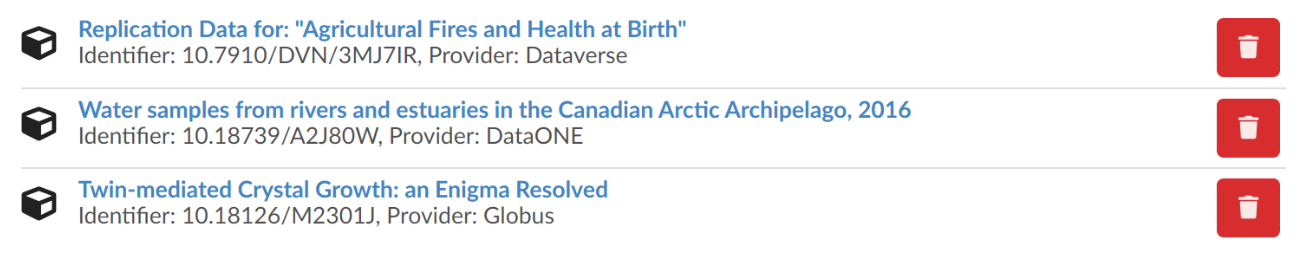 Replication Data for: "Agricultural Fires and Health at Birth"
Identifier: 10.7910/DVN/3MJ7IR, Provider: Dataverse
Water samples from rivers and estuaries in the Canadian Arctic Archipelago, 2016
Identifier: 10.18739/A2J80W, Provider: DataONE
Twin-mediated Crystal Growth: an Enigma Resolved
Identifier: 10.18126/M2301J, Provider: Globus